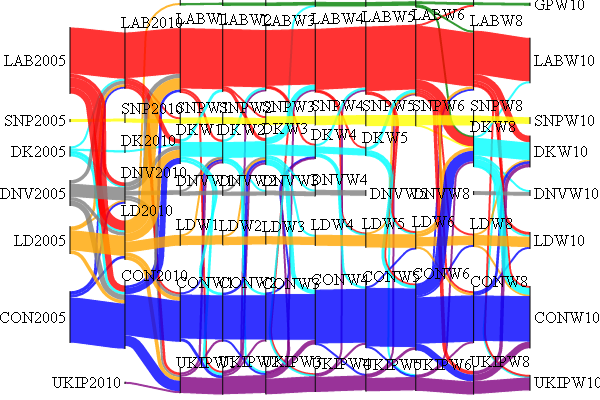 GPW10
LAB2010 LABW1 LABW2 LABW3 LABW4 LABW5 LABW6 LABW8
LAB2005 LABW10
SNP2010 SNPW1 SNPW2 SNPW3 SNPW4 SNPW5 SNPW6 SNPW8
SNP2005 SNPW10
DK2010 DKW1 DKW2 DKW3 DKW4 DKW5 DKW8
DK2005 DKW10
DNV2010 DNVW1 DNVW2 DNVW3 DNVW4
DNV2005 DNVW5 DNVW8 DNVW10
LD2010 LDW1 LDW2 LDW3 LDW4 LDW5 LDW6 LDW8
LD2005 LDW10
CON2010 CONW1 CONW2 CONW3 CONW4 CONW5 CONW6 CONW8
CON2005 CONW10
UKIPW1 UKIPW2 UKIPW3 UKIPW4 UKIPW5 UKIPW6 UKIPW8
UKIP2010 UKIPW10